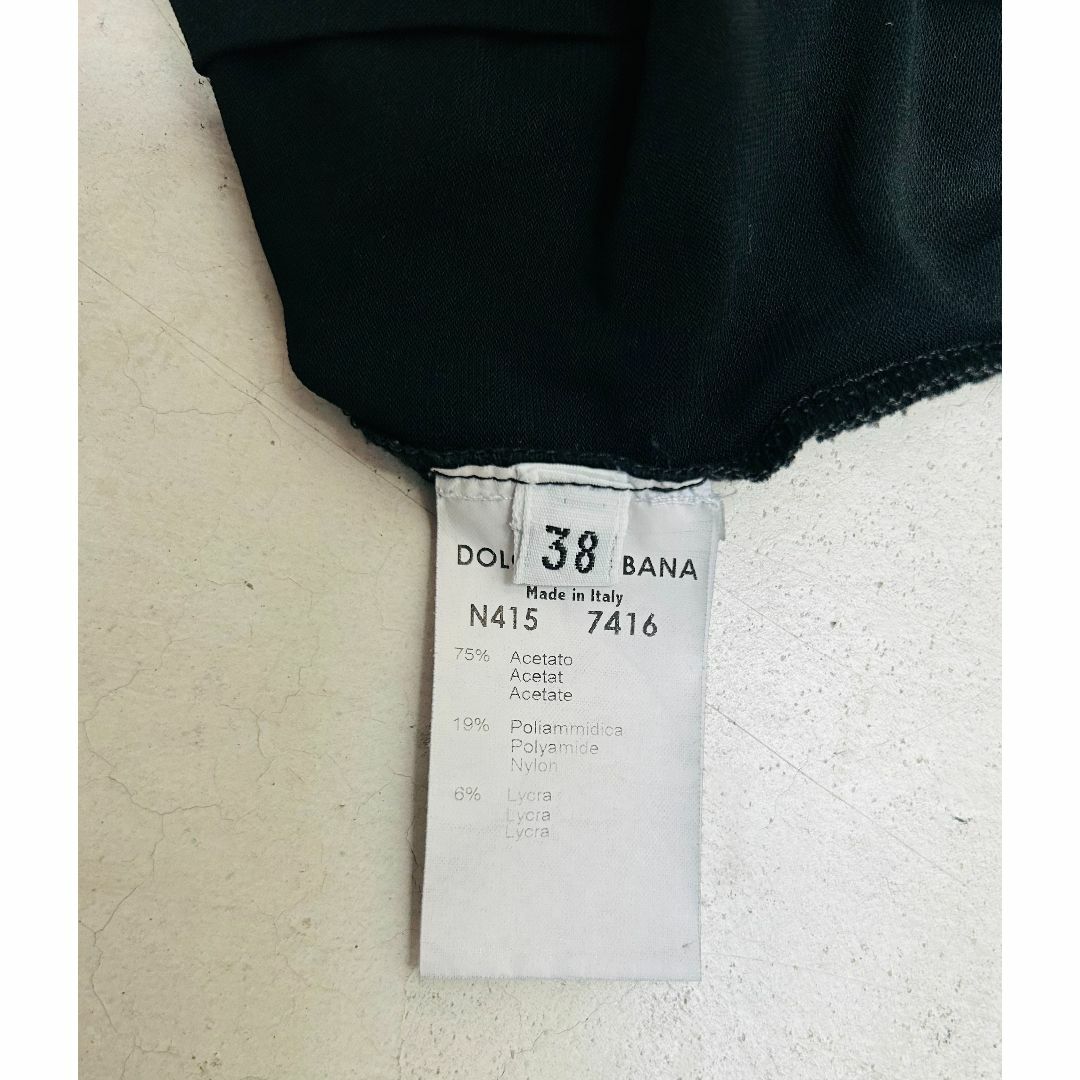 38
DOL BANA
Made in Italy
N415 7416
75% Acetato
Acetat
Acetate
19% Poliammidica
Polyamide
Nylon
6% Lycra
Lycra
Lycra